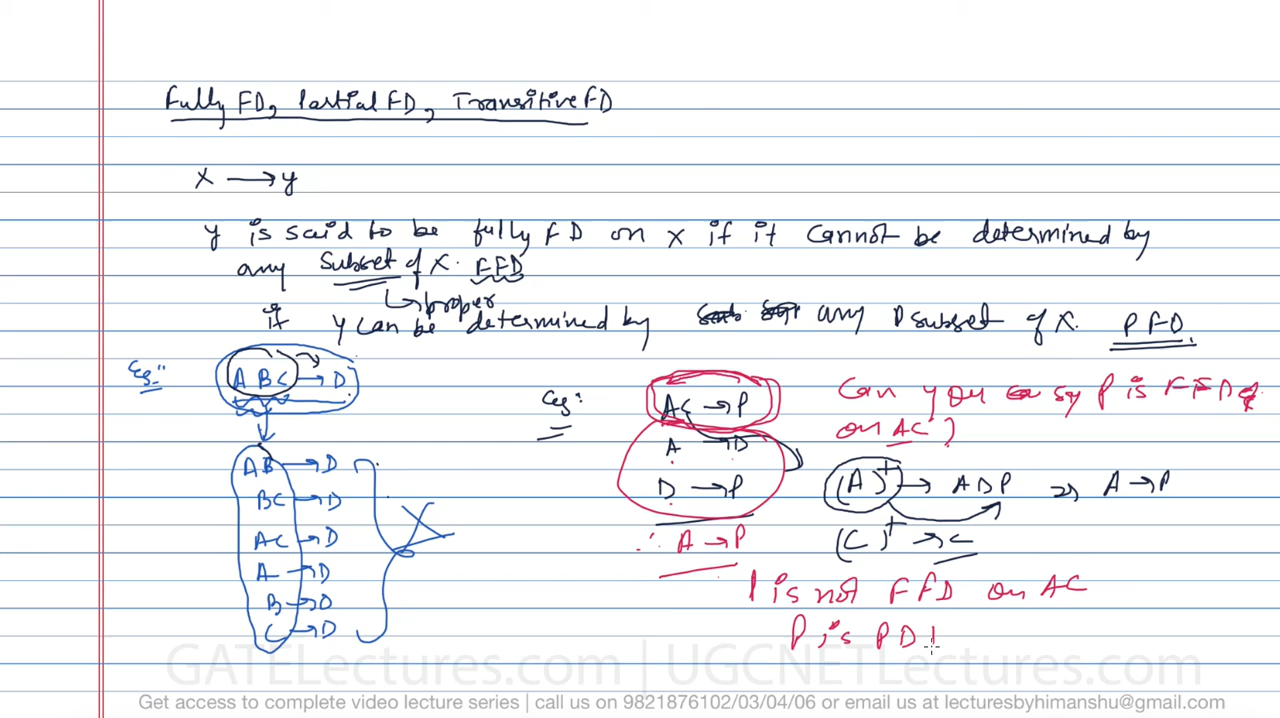 Fully FD, Partial FD, Transitive FD
X → y
y is said to be fully FD on X if it cannot be determined by
any subset of X. FFD
↳ proper
if y can be determined by any P subset of X. PFD
Eg:
ABC → D
AB → D
BC → D
AC → D
A → D
B → D
C → D
Eg:
AC → P
A → D
D → P
∴ A → P
Can you say P is FFD
on AC?
(A)+ → ADP ⇒ A → P
(C)+ → C
P is not FFD on AC
P is PD
GATELectures.com | UGCNETLectures.com
Get access to complete video lecture series | call us on 9821876102/03/04/06 or email us at lecturesbyhimanshu@gmail.com